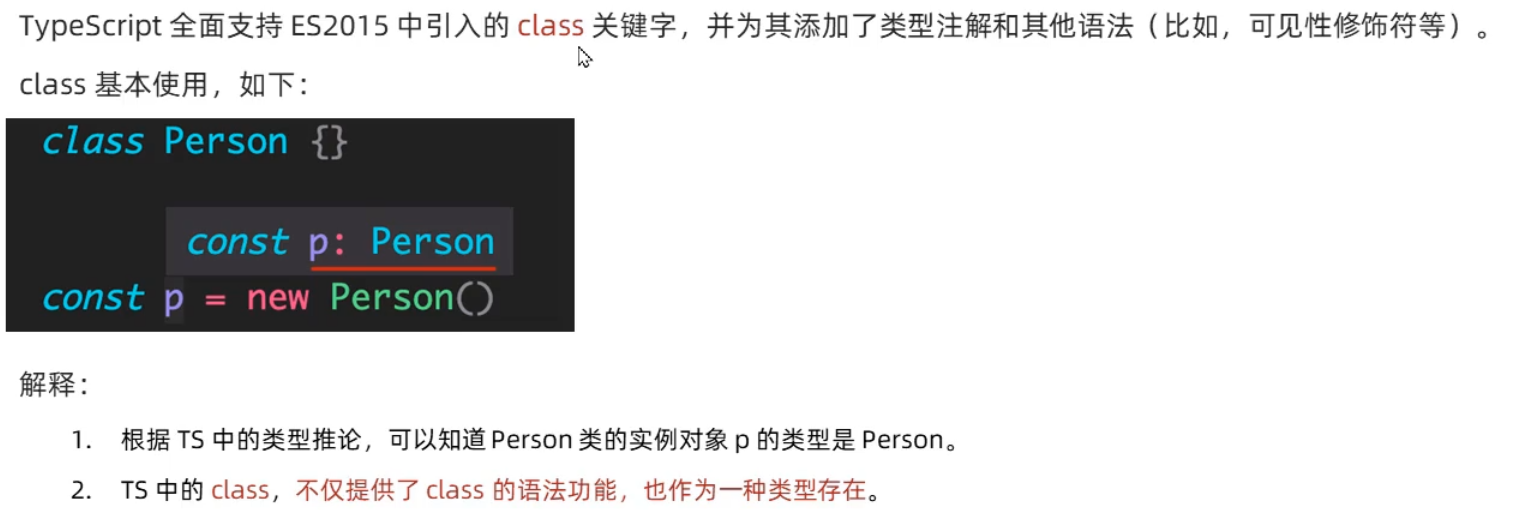 TypeScript 全面支持 ES2015 中引入的 class 关键字，并为其添加了类型注解和其他语法（比如，可见性修饰符等）。
class 基本使用，如下：
class Person {}
const p: Person
const p = new Person()
解释：
1. 根据 TS 中的类型推论，可以知道 Person 类的实例对象 p 的类型是 Person。
2. TS 中的 class，不仅提供了 class 的语法功能，也作为一种类型存在。